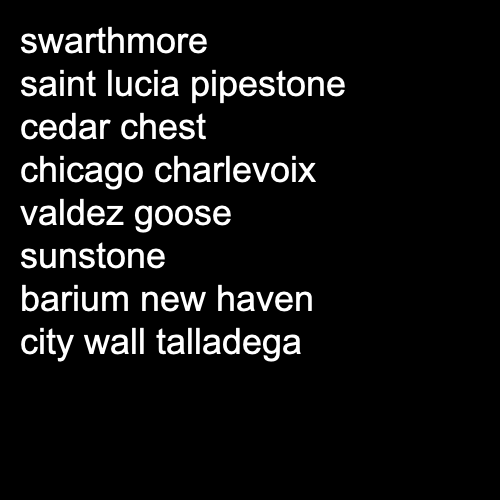 swarthmore
saint lucia pipestone
cedar chest
chicago charlevoix
valdez goose
sunstone
barium new haven
city wall talladega